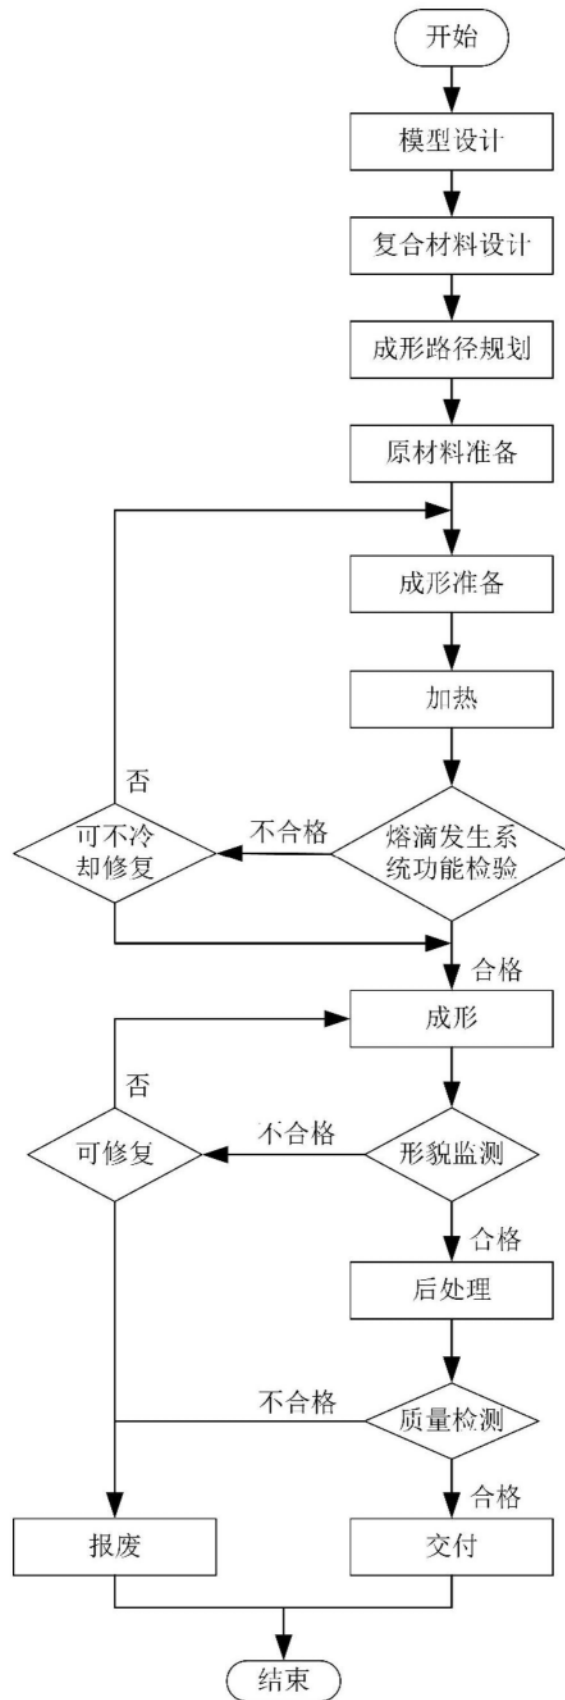 开始
模型设计
复合材料设计
成形路径规划
原材料准备
成形准备
加热
否
可不冷
却修复
不合格
熔滴发生系
统功能检验
合格
成形
否
可修复
不合格
形貌监测
合格
后处理
不合格
质量检测
合格
报废
交付
结束